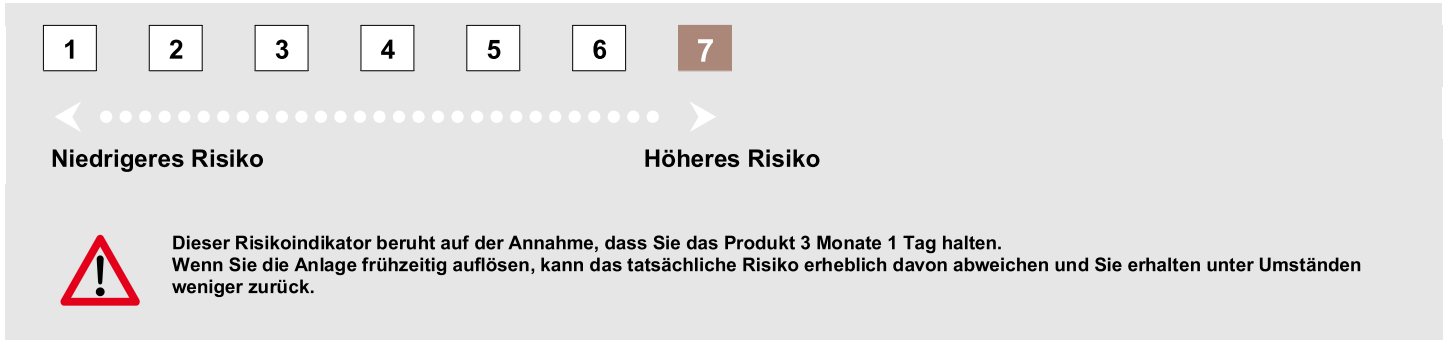 1 2 3 4 5 6 7
Niedrigeres Risiko Höheres Risiko
Dieser Risikoindikator beruht auf der Annahme, dass Sie das Produkt 3 Monate 1 Tag halten.
Wenn Sie die Anlage frühzeitig auflösen, kann das tatsächliche Risiko erheblich davon abweichen und Sie erhalten unter Umständen
weniger zurück.